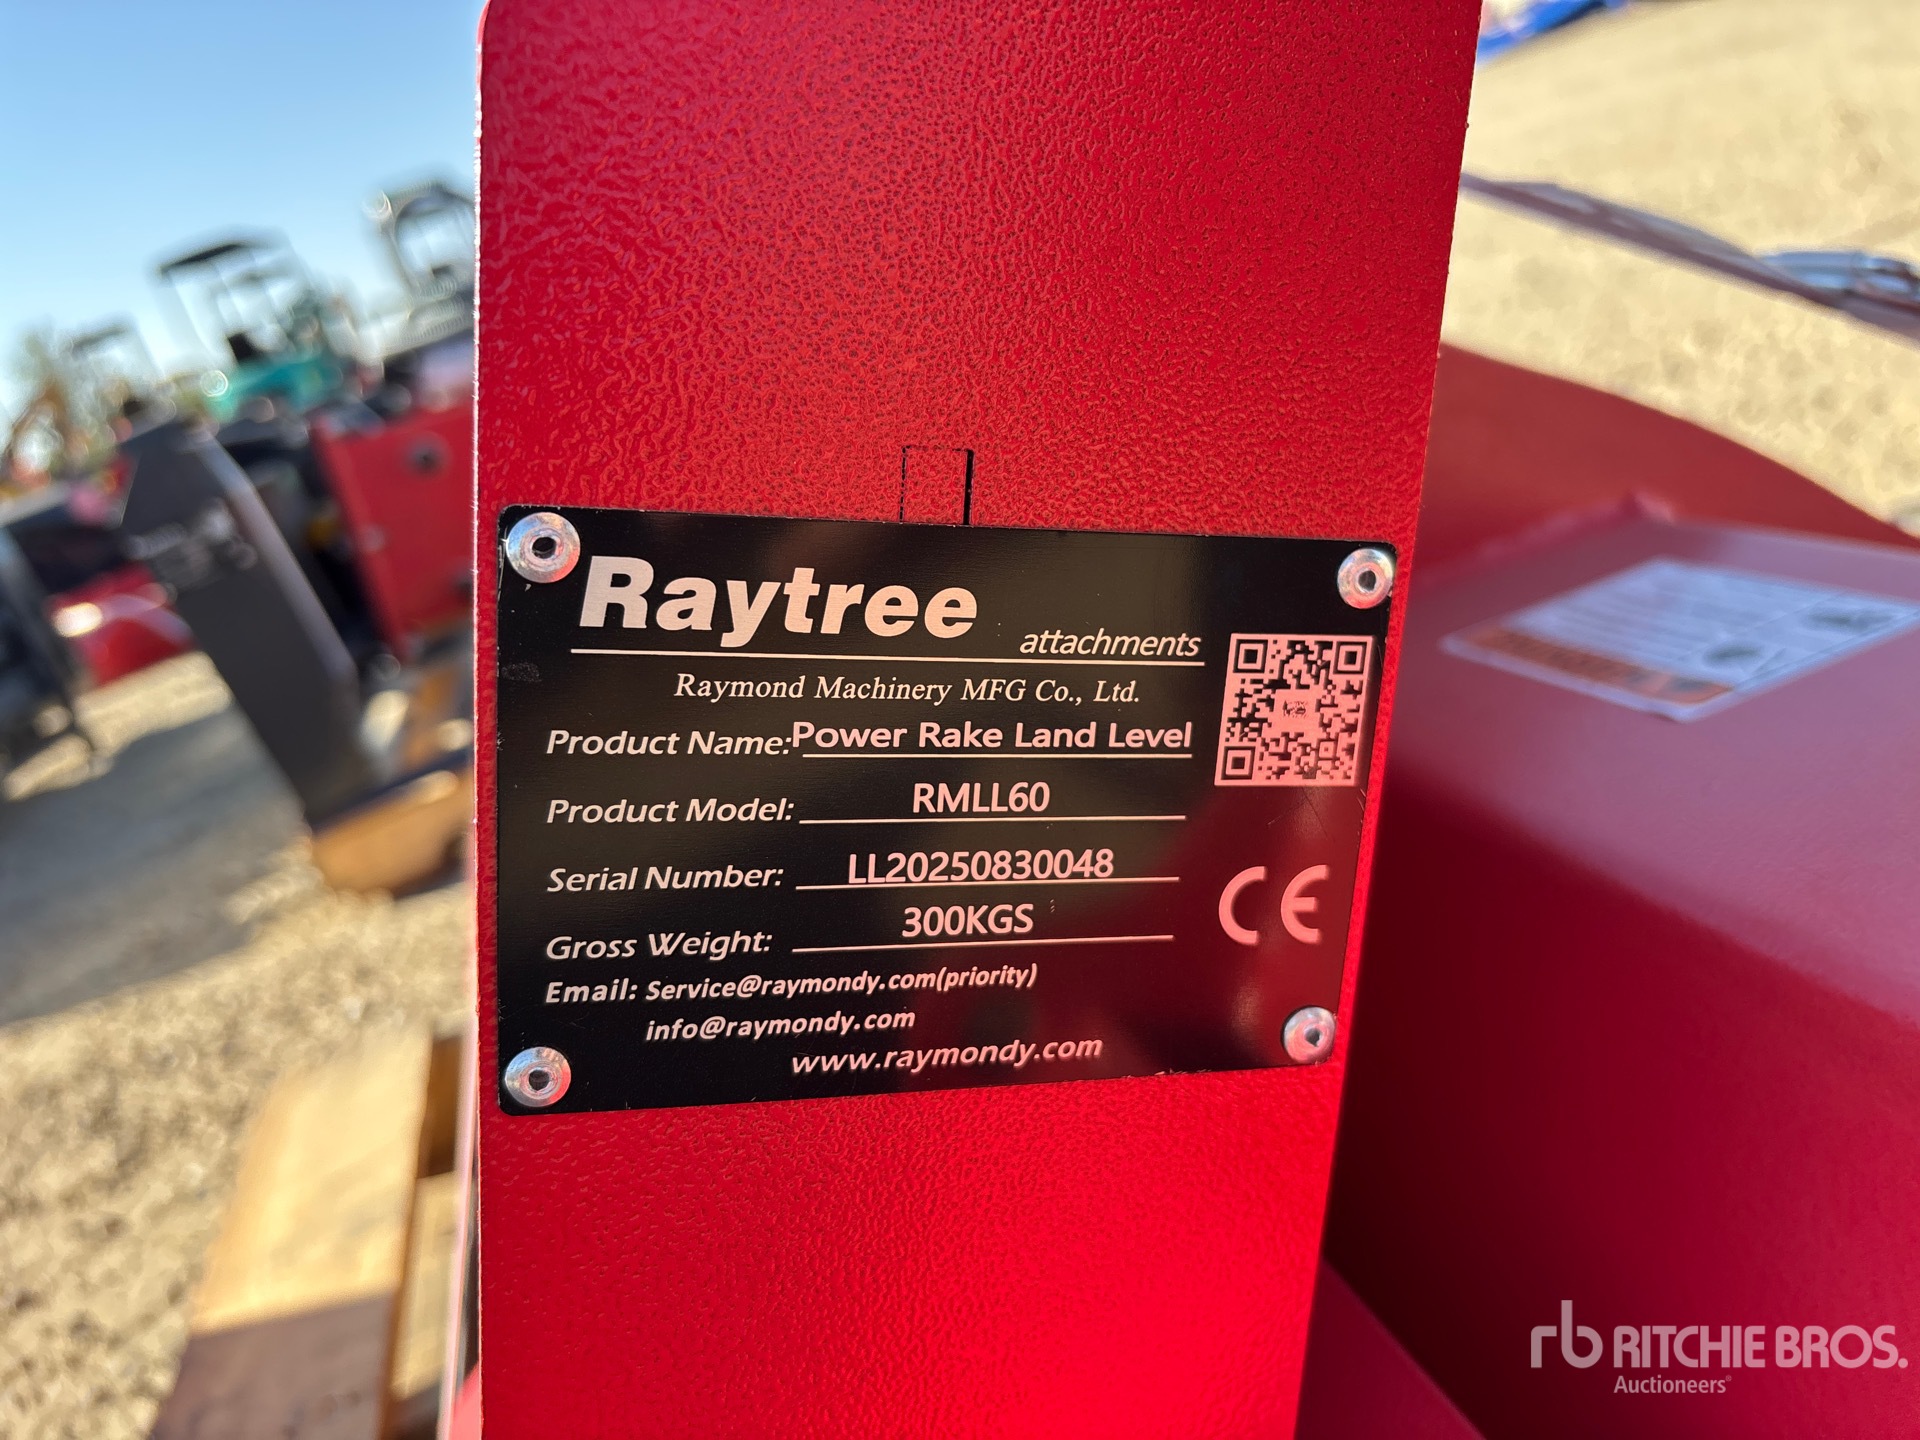 Raytree
attachments
Raymond Machinery MFG Co., Ltd.
Product Name: Power Rake Land Level
Product Model: RMLL60
Serial Number: LL20250830048
Gross Weight: 300KGS
Email: Service@raymondy.com(priority)
info@raymondy.com
www.raymondy.com
CE
rb RITCHIE BROS.
Auctioneers